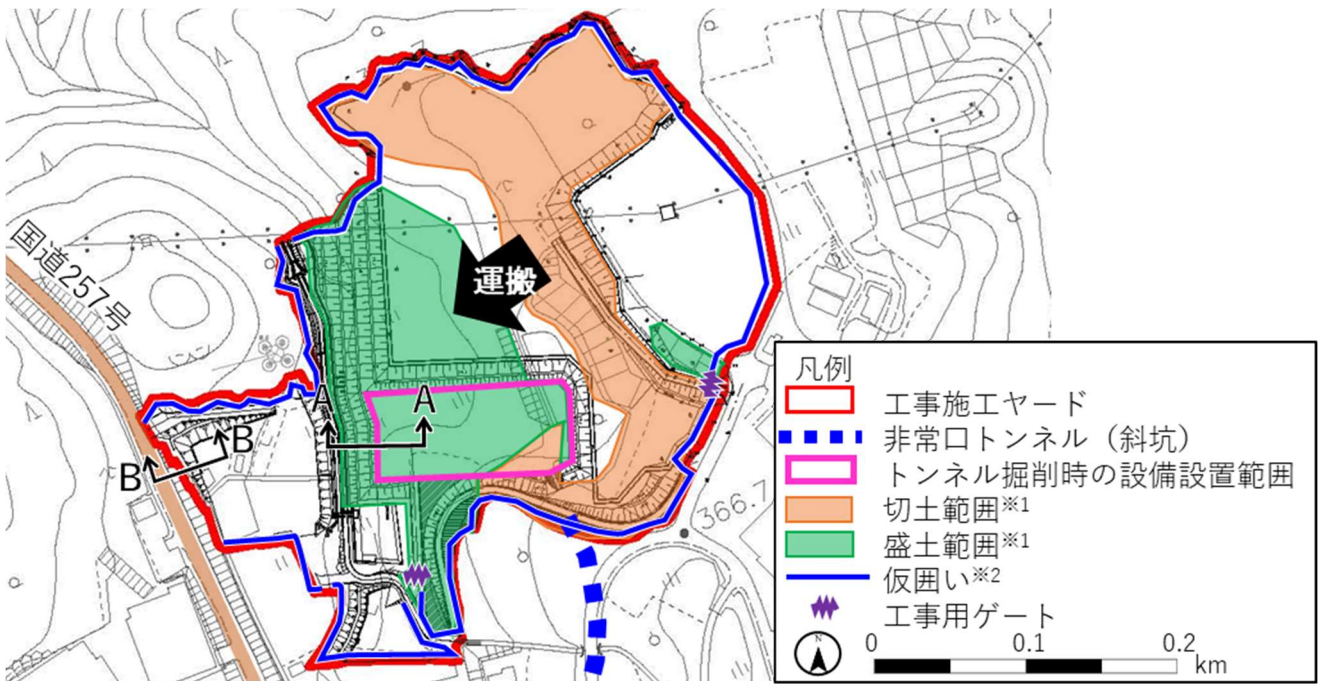 国道257号
運搬
A A
B B
366.7
凡例
工事施工ヤード
非常口トンネル（斜坑）
トンネル掘削時の設備設置範囲
切土範囲※1
盛土範囲※1
仮囲い※2
工事用ゲート
N
0 0.1 0.2
km